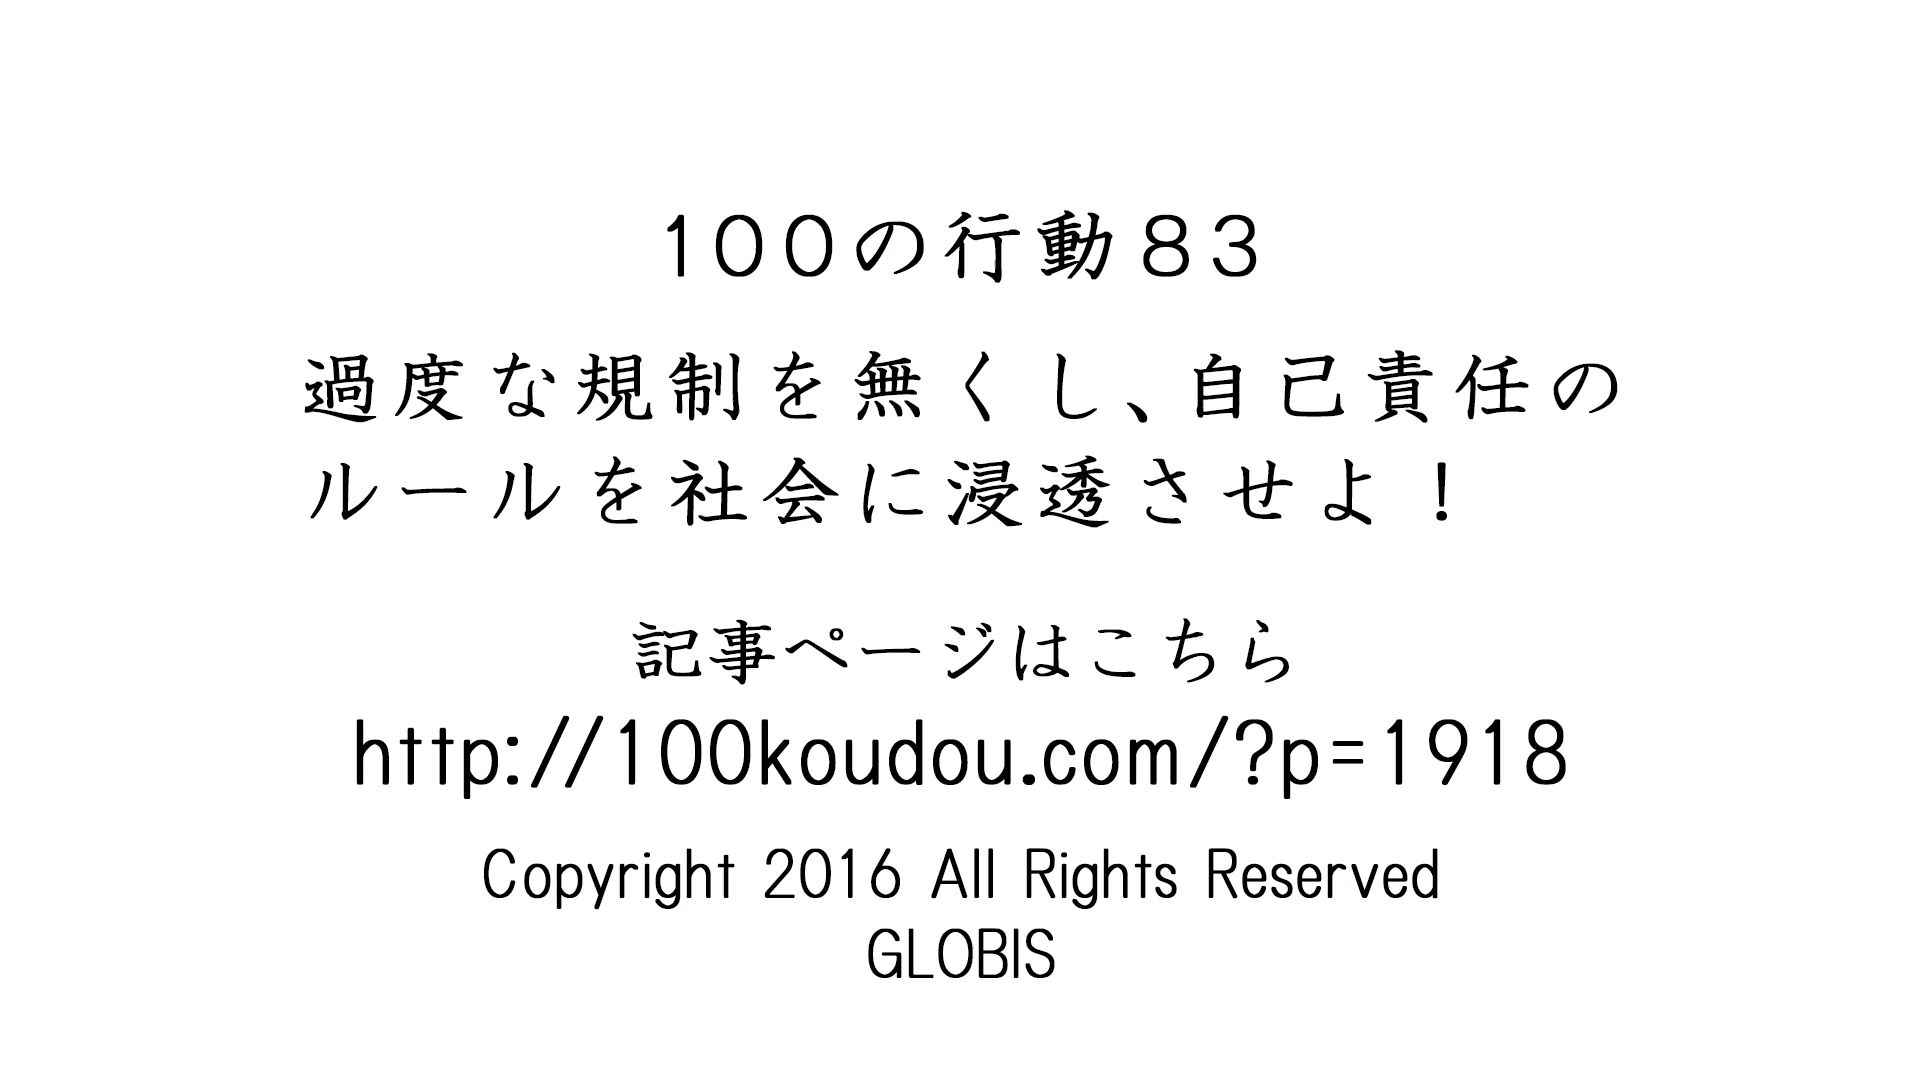 １００の行動８３
過度な規制を無くし、自己責任の
ルールを社会に浸透させよ！
記事ページはこちら
http://100koudou.com/?p=1918
Copyright 2016 All Rights Reserved
GLOBIS